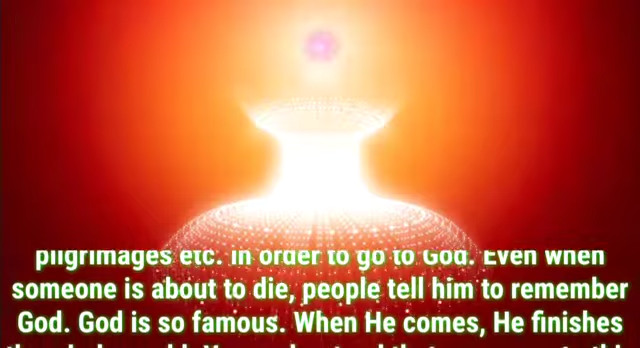 pilgrimages etc. in order to go to God. Even when
someone is about to die, people tell him to remember
God. God is so famous. When He comes, He finishes